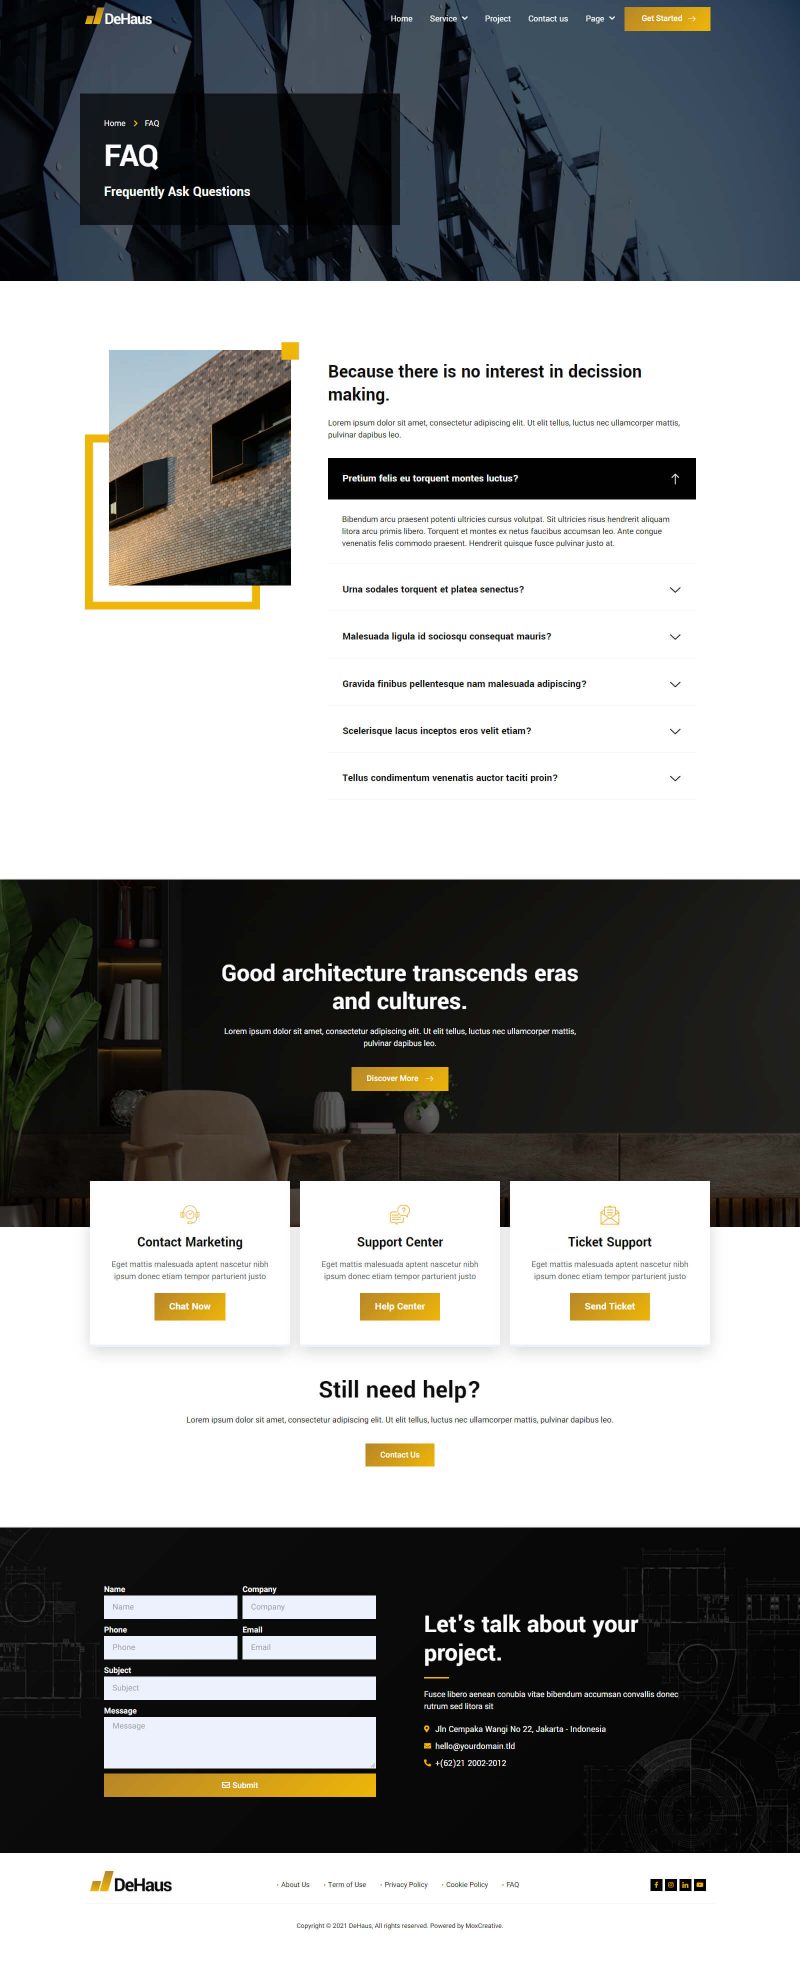 DeHaus
Home Service Project Contact us Page Get Started
Home FAQ
FAQ
Frequently Ask Questions
Because there is no interest in decission
making.
Lorem ipsum dolor sit amet, consectetur adipiscing elit. Ut elit tellus, luctus nec ullamcorper mattis,
pulvinar dapibus leo.
Pretium felis eu torquent montes luctus?
Bibendum arcu praesent potenti ultricies cursus volutpat. Sit ultricies risus hendrerit aliquam
litora arcu primis libero. Torquent et montes ex netus faucibus accumsan leo. Ante congue
venenatis felis commodo praesent. Hendrerit quisque fusce pulvinar justo at.
Urna sodales torquent et platea senectus?
Malesuada ligula id sociosqu consequat mauris?
Gravida finibus pellentesque nam malesuada adipiscing?
Scelerisque lacus inceptos eros velit etiam?
Tellus condimentum venenatis auctor taciti proin?
Good architecture transcends eras
and cultures.
Lorem ipsum dolor sit amet, consectetur adipiscing elit. Ut elit tellus, luctus nec ullamcorper mattis,
pulvinar dapibus leo.
Discover More
Contact Marketing
Eget mattis malesuada aptent nascetur nibh
ipsum donec etiam tempor parturient justo
Chat Now
Support Center
Eget mattis malesuada aptent nascetur nibh
ipsum donec etiam tempor parturient justo
Help Center
Ticket Support
Eget mattis malesuada aptent nascetur nibh
ipsum donec etiam tempor parturient justo
Send Ticket
Still need help?
Lorem ipsum dolor sit amet, consectetur adipiscing elit. Ut elit tellus, luctus nec ullamcorper mattis, pulvinar dapibus leo.
Contact Us
Name Company
Name Company
Phone Email
Phone Email
Subject
Subject
Message
Message
Submit
Let's talk about your
project.
Fusce libero aenean conubia vitae bibendum accumsan convallis donec
rutrum sed litora sit
Jln Cempaka Wangi No 22, Jakarta - Indonesia
hello@yourdomain.tld
+(62)21 2002-2012
DeHaus
About Us Term of Use Privacy Policy Cookie Policy FAQ
Copyright © 2021 DeHaus, All rights reserved. Powered by MoxCreative.